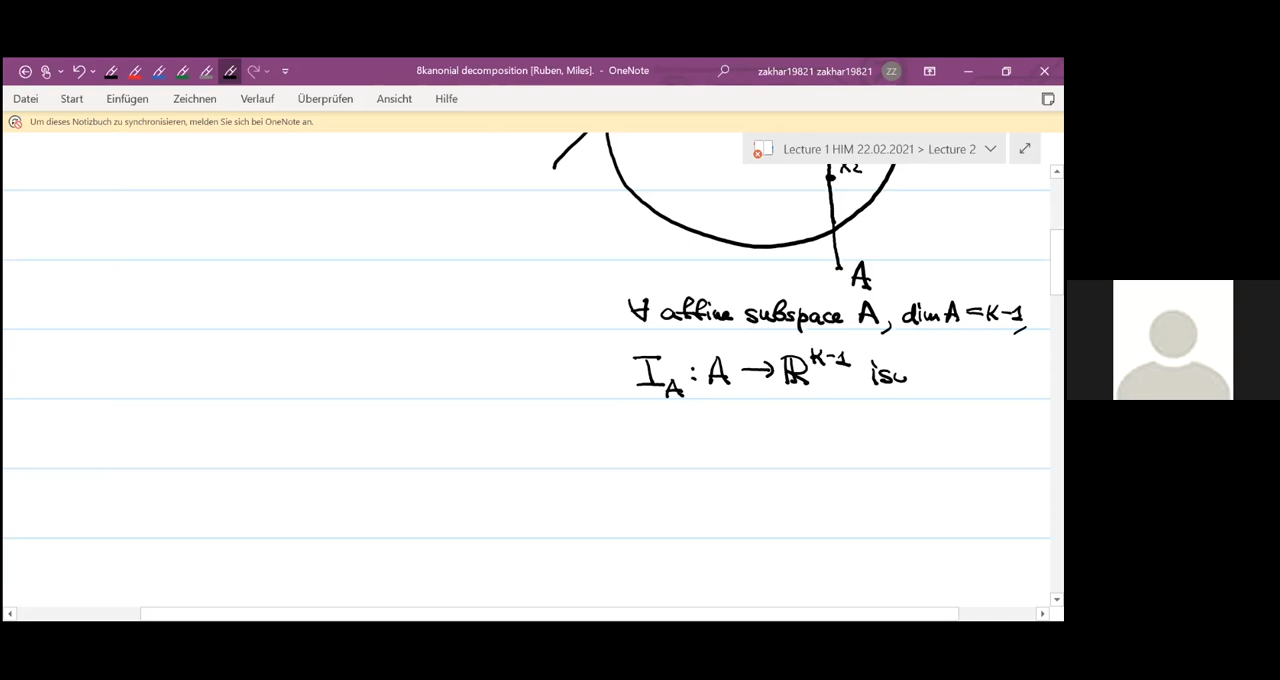 8kanonial decomposition [Ruben, Miles]. - OneNote
zakhar19821 zakhar19821 ZZ
Datei Start Einfügen Zeichnen Verlauf Überprüfen Ansicht Hilfe
Um dieses Notizbuch zu synchronisieren, melden Sie sich bei OneNote an.
Lecture 1 HIM 22.02.2021 > Lecture 2
x2
A
∀ affine subspace A, dim A = K-1,
I_A : A → ℝ^{K-1} iso